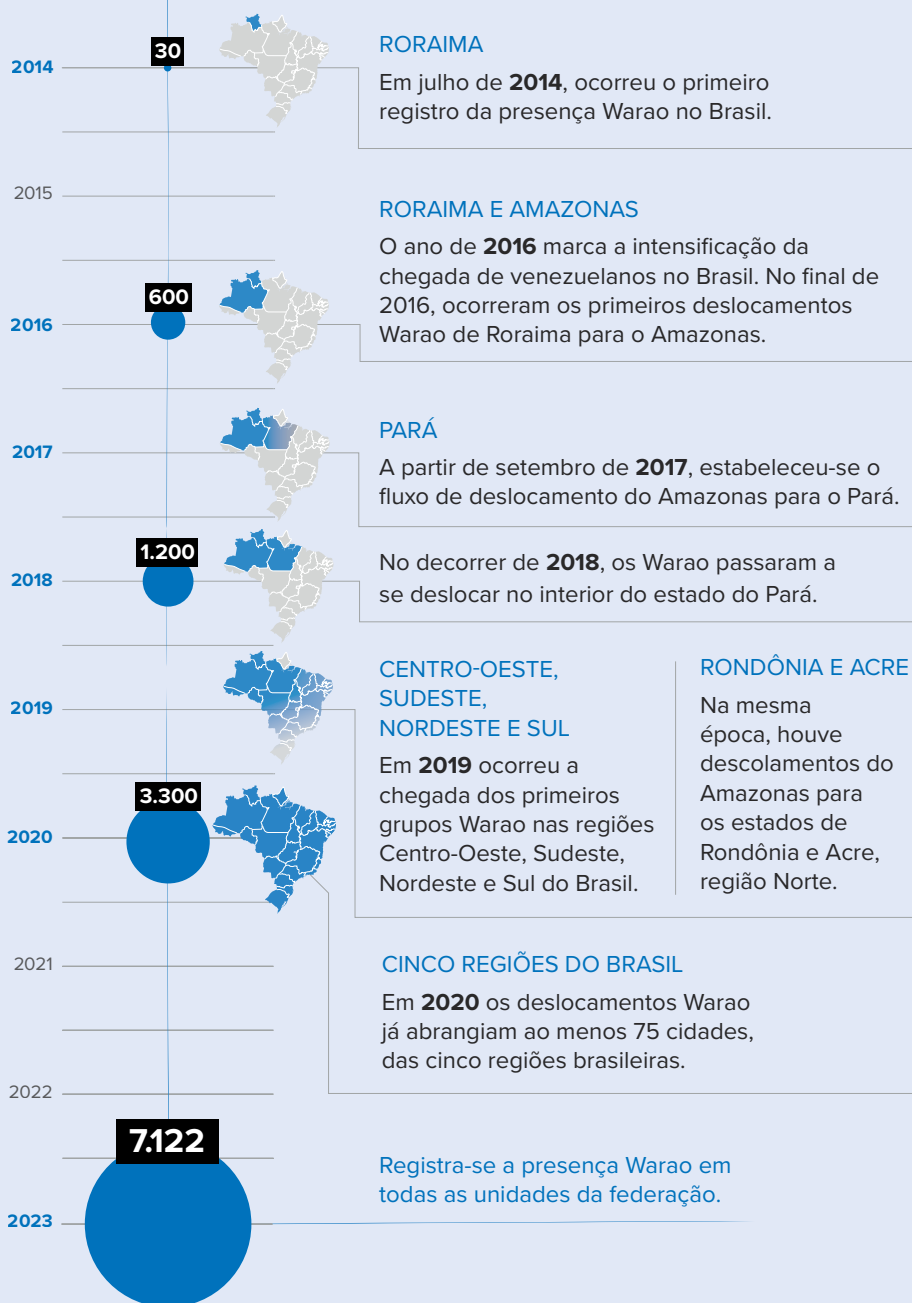 30
2014
RORAIMA
Em julho de 2014, ocorreu o primeiro
registro da presença Warao no Brasil.
2015
RORAIMA E AMAZONAS
O ano de 2016 marca a intensificação da
chegada de venezuelanos no Brasil. No final de
2016, ocorreram os primeiros deslocamentos
Warao de Roraima para o Amazonas.
600
2016
PARÁ
A partir de setembro de 2017, estabeleceu-se o
fluxo de deslocamento do Amazonas para o Pará.
2017
1.200
2018
No decorrer de 2018, os Warao passaram a
se deslocar no interior do estado do Pará.
2019
CENTRO-OESTE,
SUDESTE,
NORDESTE E SUL
Em 2019 ocorreu a
chegada dos primeiros
grupos Warao nas regiões
Centro-Oeste, Sudeste,
Nordeste e Sul do Brasil.
RONDÔNIA E ACRE
Na mesma
época, houve
descolamentos do
Amazonas para
os estados de
Rondônia e Acre,
região Norte.
3.300
2020
2021
CINCO REGIÕES DO BRASIL
Em 2020 os deslocamentos Warao
já abrangiam ao menos 75 cidades,
das cinco regiões brasileiras.
2022
7.122
Registra-se a presença Warao em
todas as unidades da federação.
2023